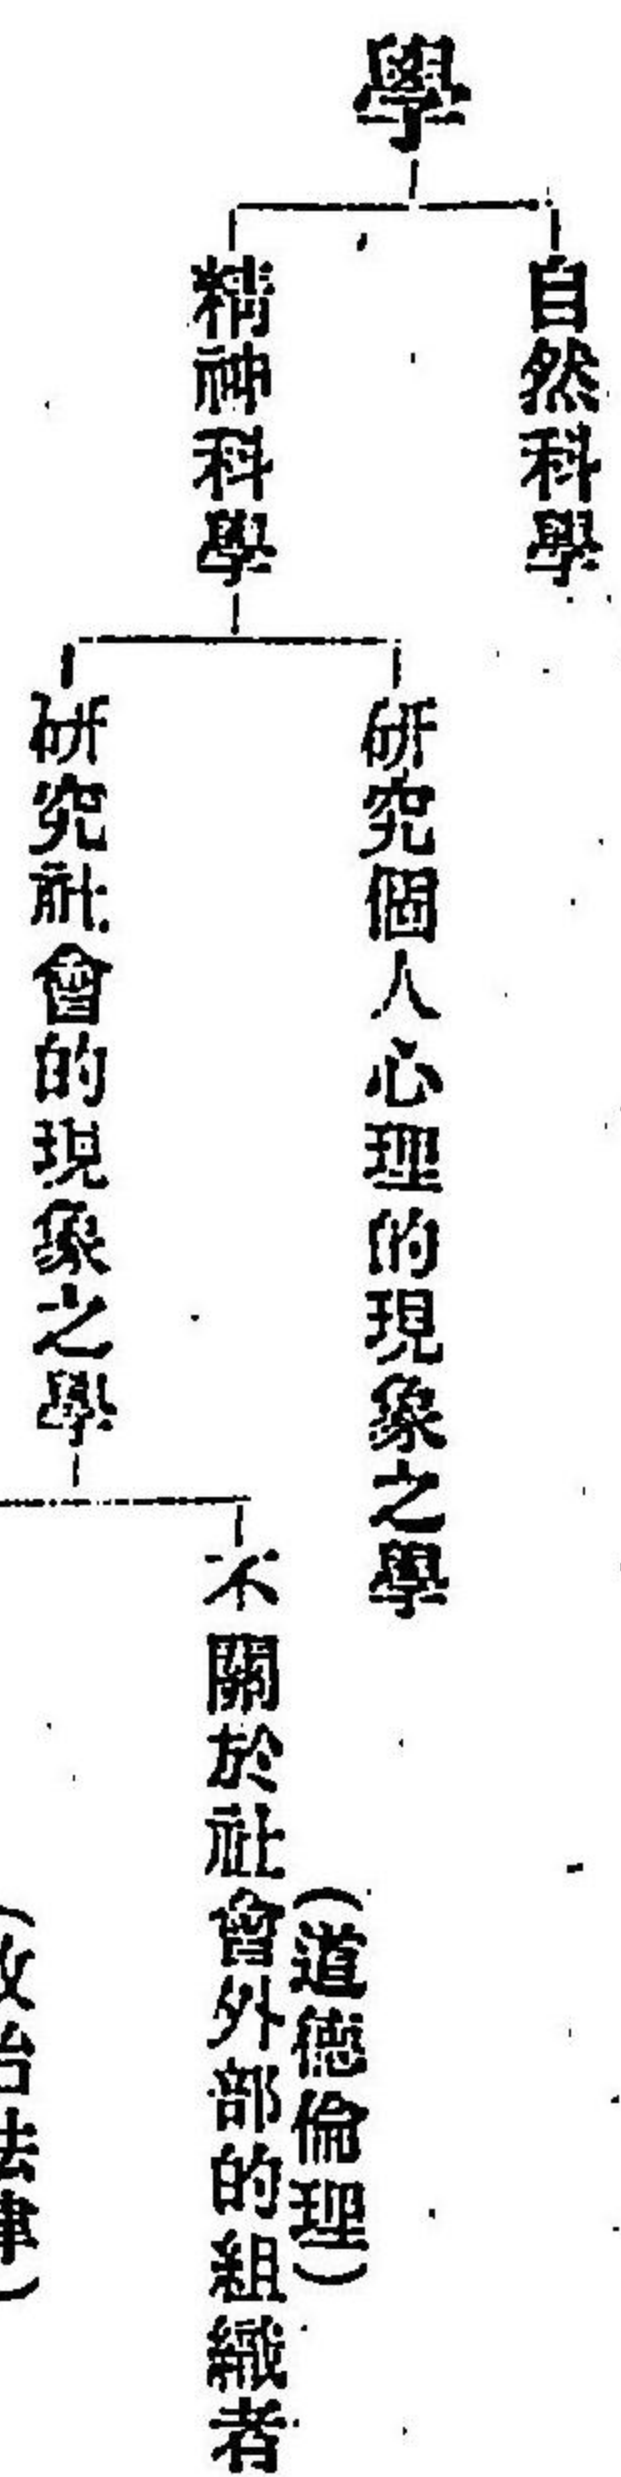 學
自然科學
精神科學
研究個人心理的現象之學
研究社會的現象之學
(道德倫理)
不關於社會外部的組織者
(政治法律)